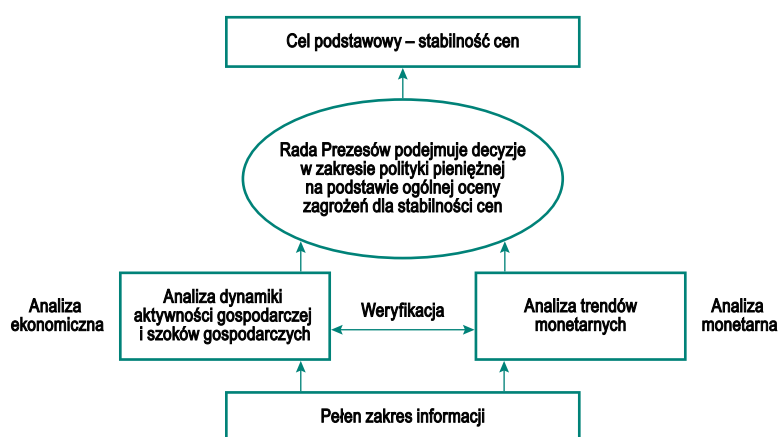 Cel podstawowy – stabilność cen
Rada Prezesów podejmuje decyzje
w zakresie polityki pieniężnej
na podstawie ogólnej oceny
zagrożeń dla stabilności cen
Analiza
ekonomiczna
Analiza dynamiki
aktywności gospodarczej
i szoków gospodarczych
Weryfikacja
Analiza trendów
monetarnych
Analiza
monetarna
Pełen zakres informacji